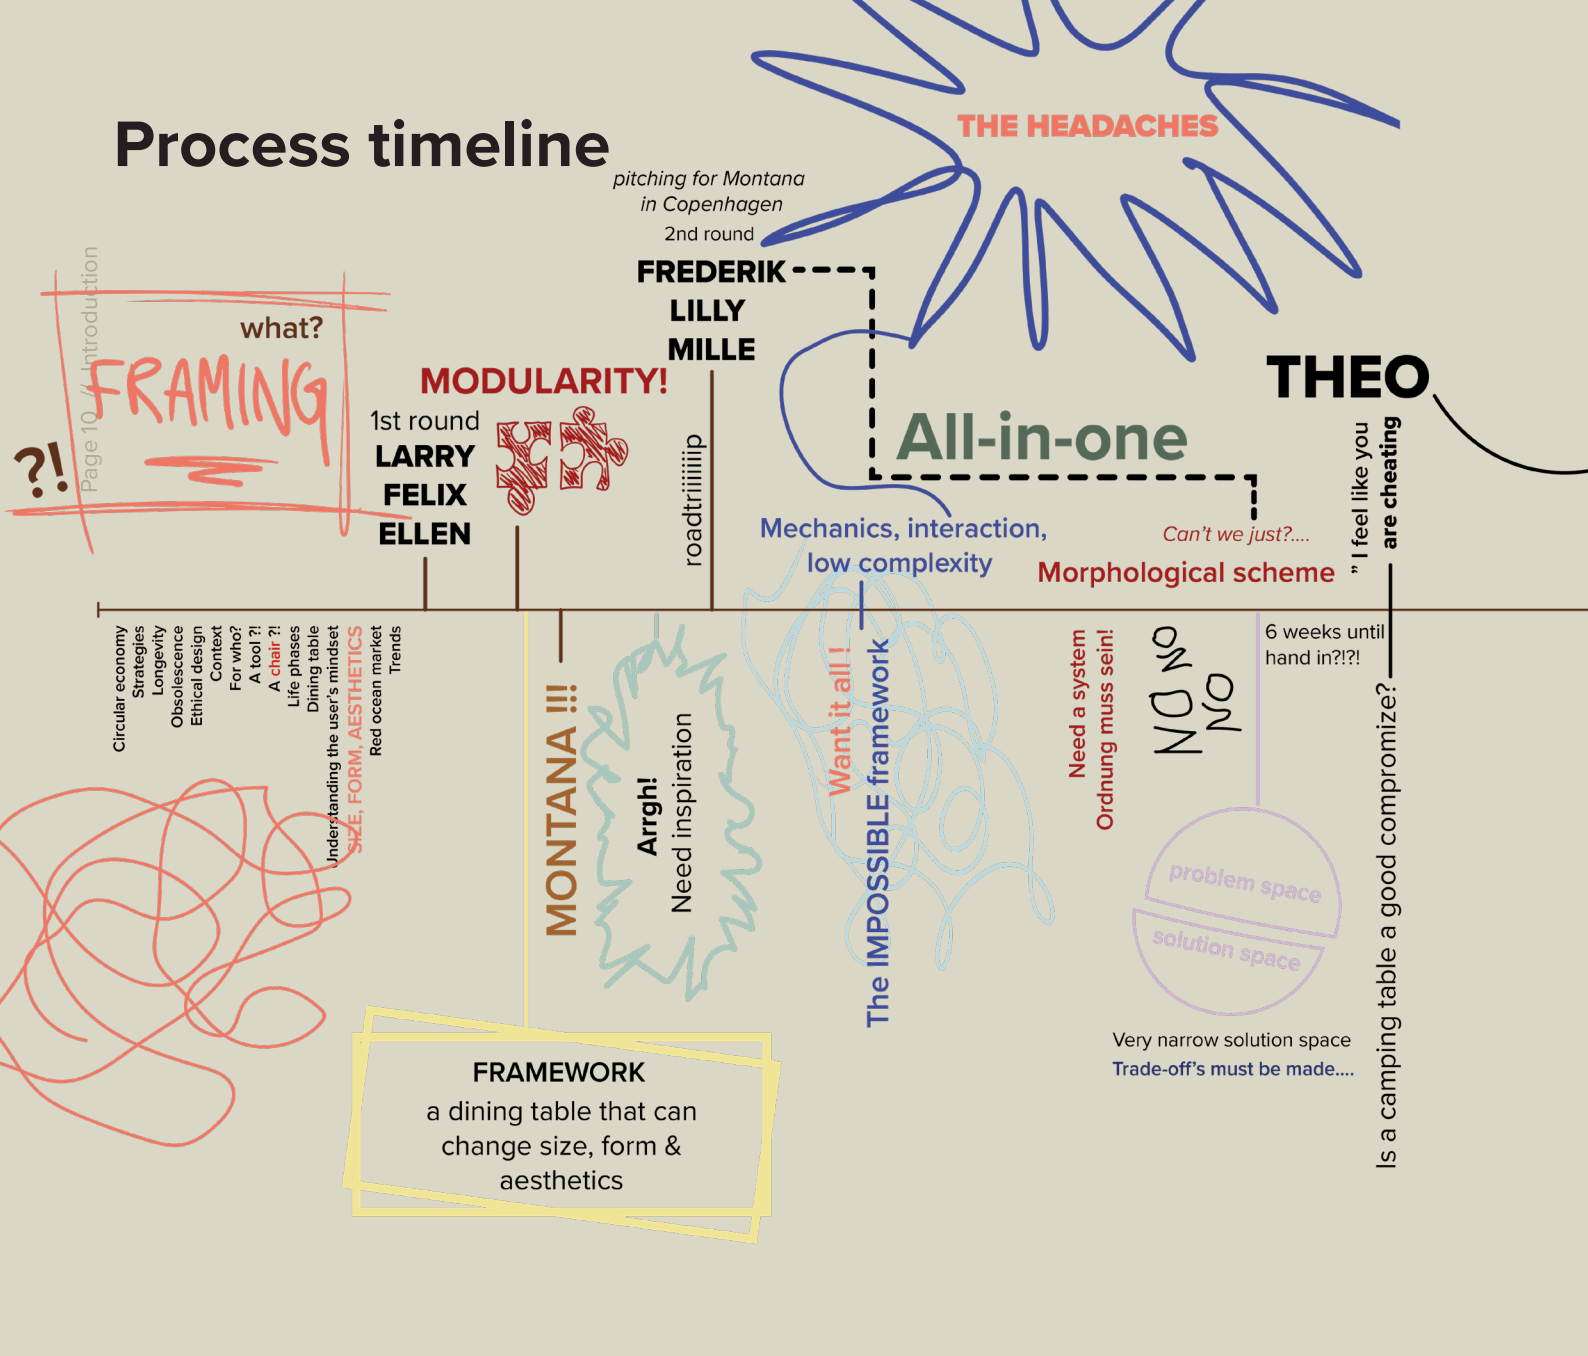 Process timeline
THE HEADACHES
pitching for Montana
in Copenhagen
2nd round
FREDERIK
LILLY
MILLE
Page 10 // Introduction
what?
FRAMING
?!
MODULARITY!
1st round
LARRY
FELIX
ELLEN
roadtriiiiiiip
All-in-one
THEO
” I feel like you
are cheating
Mechanics, interaction,
low complexity
Can't we just?....
Morphological scheme
Circular economy
Strategies
Longevity
Obsolescence
Ethical design
Context
For who?
A tool ?!
A chair ?!
Life phases
Dining table
Understanding the user's mindset
SIZE, FORM, AESTHETICS
Red ocean market
Trends
MONTANA !!!
Arrgh!
Need inspiration
Want it all !
The IMPOSSIBLE framework
Need a system
Ordnung muss sein!
NO NO
NO
6 weeks until
hand in?!?!
problem space
solution space
Very narrow solution space
Trade-off's must be made....
Is a camping table a good compromize?
FRAMEWORK
a dining table that can
change size, form &
aesthetics